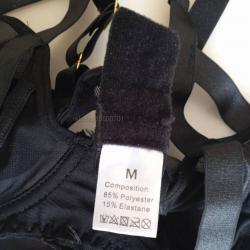 M
Composition:
85% Polyester
15% Elastane